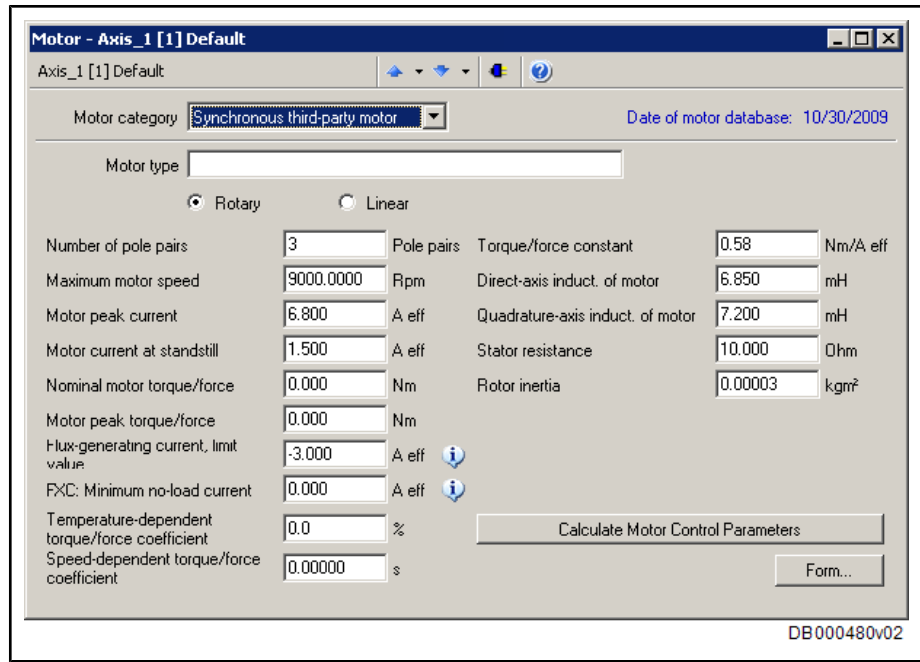 Motor - Axis_1 [1] Default
Axis_1 [1] Default
Motor category Synchronous third-party motor Date of motor database: 10/30/2009
Motor type
Rotary Linear
Number of pole pairs 3 Pole pairs Torque/force constant 0.58 Nm/A eff
Maximum motor speed 9000.0000 Rpm Direct-axis induct. of motor 6.850 mH
Motor peak current 6.800 A eff Quadrature-axis induct. of motor 7.200 mH
Motor current at standstill 1.500 A eff Stator resistance 10.000 Ohm
Nominal motor torque/force 0.000 Nm Rotor inertia 0.00003 kgm²
Motor peak torque/force 0.000 Nm
Flux-generating current, limit
value -3.000 A eff
FXC: Minimum no-load current 0.000 A eff
Temperature-dependent
torque/force coefficient 0.0 % Calculate Motor Control Parameters
Speed-dependent torque/force
coefficient 0.00000 s Form...
DB000480v02